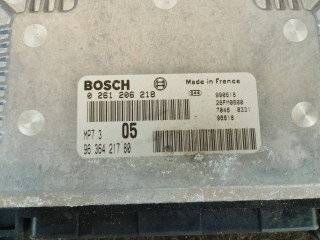 BOSCH Made in France
0 261 206 218
MP7.3 05
96 364 217 80